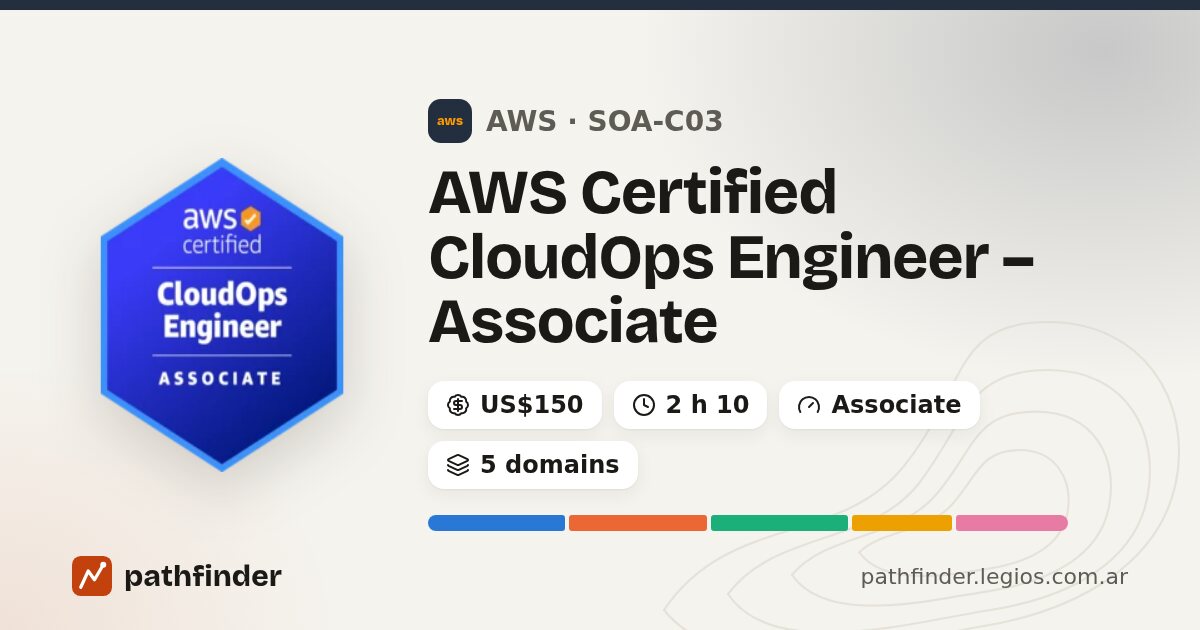 aws
certified
CloudOps
Engineer
ASSOCIATE
aws
AWS · SOA-C03
AWS Certified
CloudOps Engineer –
Associate
US$150
2 h 10
Associate
5 domains
pathfinder
pathfinder.legios.com.ar